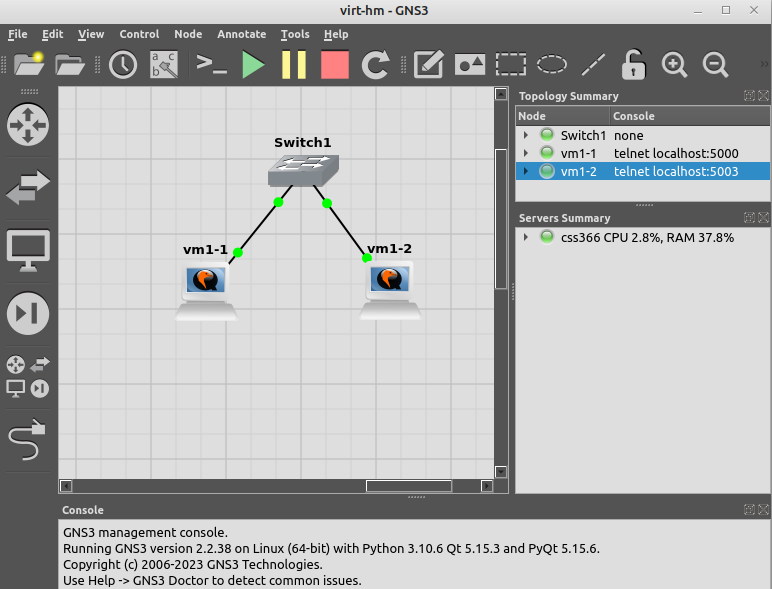 virt-hm - GNS3
File Edit View Control Node Annotate Tools Help
a c
b
>_
»
Switch1
vm1-1
vm1-2
Topology Summary
Node Console
Switch1 none
vm1-1 telnet localhost:5000
vm1-2 telnet localhost:5003
Servers Summary
css366 CPU 2.8%, RAM 37.8%
Console
GNS3 management console.
Running GNS3 version 2.2.38 on Linux (64-bit) with Python 3.10.6 Qt 5.15.3 and PyQt 5.15.6.
Copyright (c) 2006-2023 GNS3 Technologies.
Use Help -> GNS3 Doctor to detect common issues.